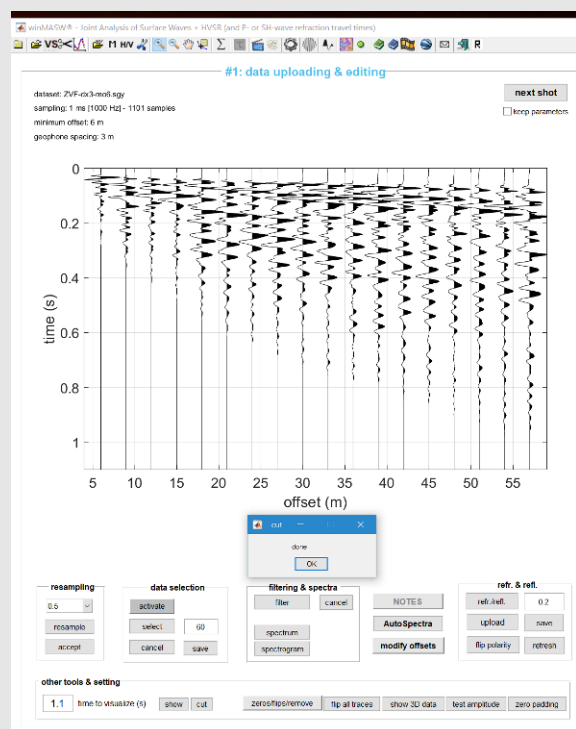 winMASW® - Joint Analysis of Surface Waves + HVSR (and P- or SH-wave refraction travel times)
VS M H/V R
#1: data uploading & editing
dataset: ZVF-dx3-mo6.sgy
next shot
sampling: 1 ms [1000 Hz] - 1101 samples
keep parameters
minimum offset: 6 m
geophone spacing: 3 m
0
0.2
0.4
0.6
0.8
1
time (s)
5 10 15 20 25 30 35 40 45 50 55
offset (m)
cut
done
OK
resampling
data selection
filtering & spectra
refr. & refl.
0.5
activate
filter
cancel
NOTES
refr./refl.
0.2
resample
select
60
AutoSpectra
upload
save
spectrum
accept
cancel
save
spectrogram
modify offsets
flip polarity
refresh
other tools & setting
1.1 time to visualize (s) show cut zeros/flips/remove flip all traces show 3D data test amplitude zero padding